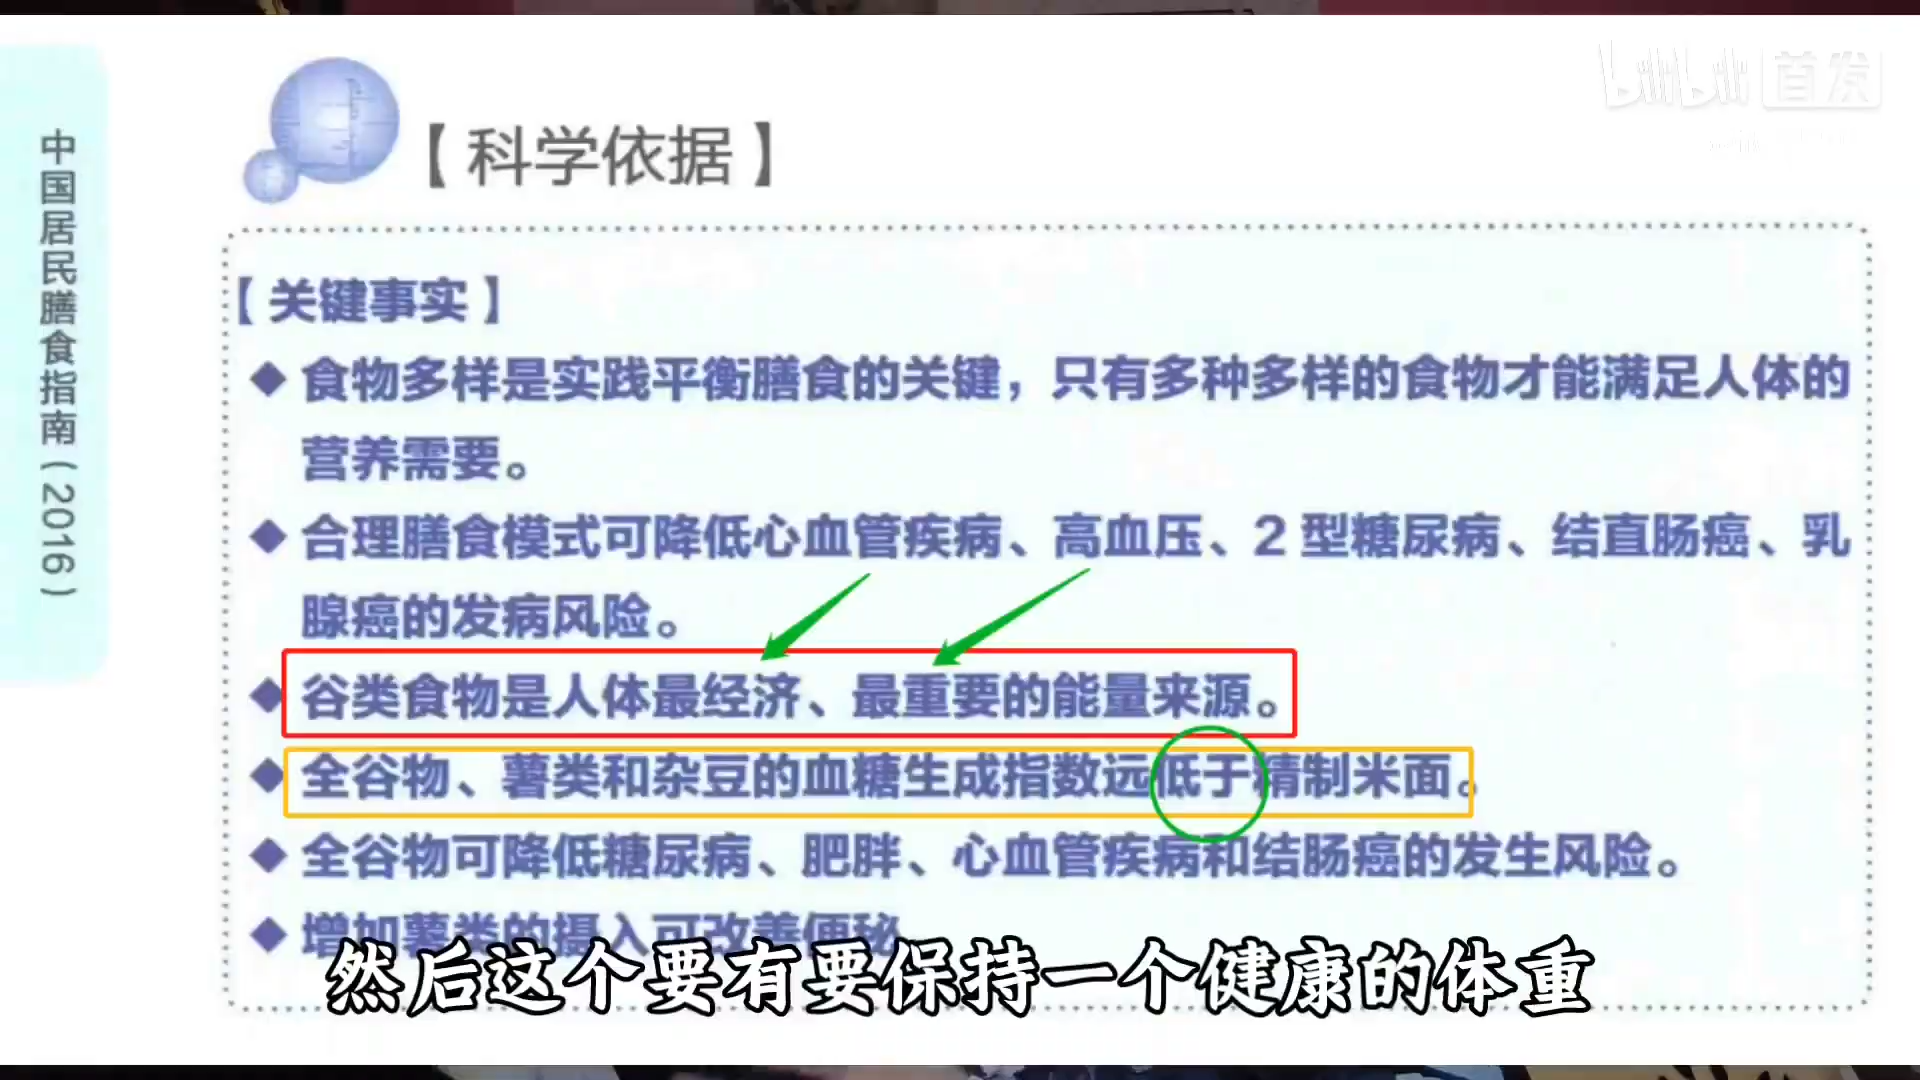 bilibili 首发
中国居民膳食指南(2016)
【科学依据】
【关键事实】
◆ 食物多样是实践平衡膳食的关键，只有多种多样的食物才能满足人体的
营养需要。
◆ 合理膳食模式可降低心血管疾病、高血压、2 型糖尿病、结直肠癌、乳
腺癌的发病风险。
◆ 谷类食物是人体最经济、最重要的能量来源。
◆ 全谷物、薯类和杂豆的血糖生成指数远低于精制米面。
◆ 全谷物可降低糖尿病、肥胖、心血管疾病和结肠癌的发生风险。
◆ 增加薯类的摄入可改善便秘
然后这个要有要保持一个健康的体重